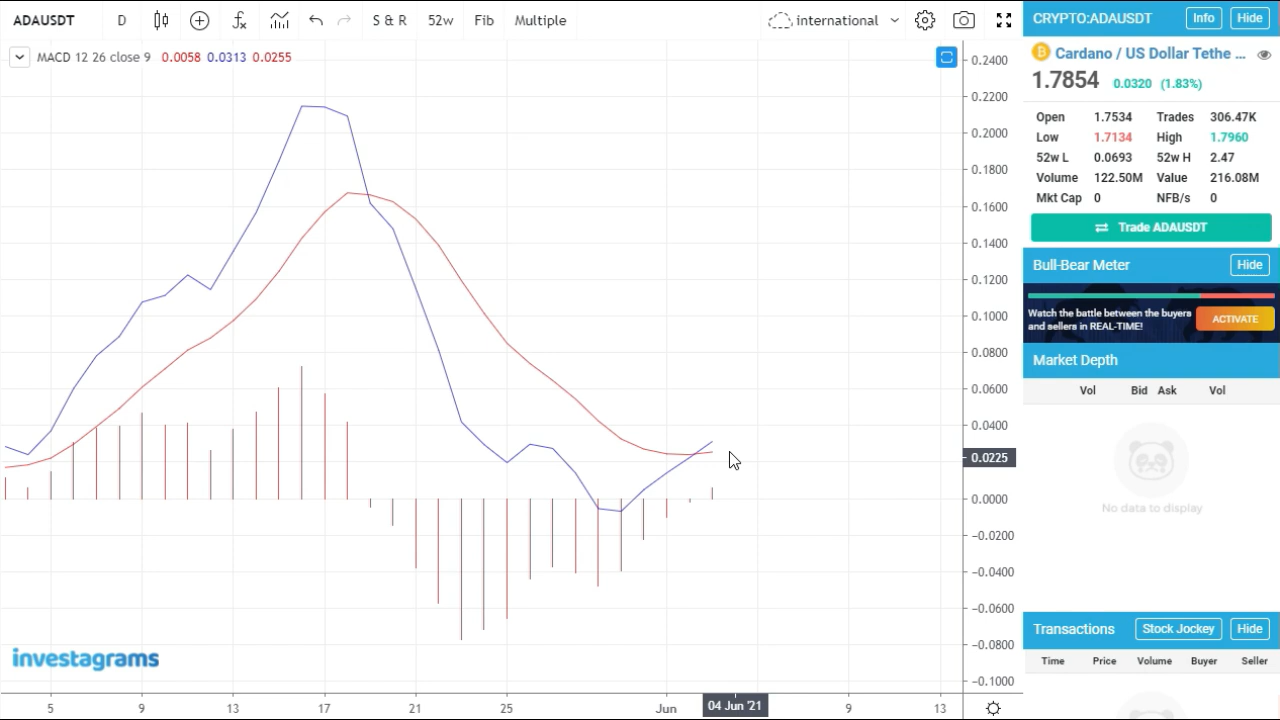 ADAUSDT D S & R 52w Fib Multiple international
MACD 12 26 close 9 0.0058 0.0313 0.0255
0.2400
0.2200
0.2000
0.1800
0.1600
0.1400
0.1200
0.1000
0.0800
0.0600
0.0400
0.0225
0.0000
−0.0200
−0.0400
−0.0600
−0.0800
−0.1000
investagrams
5 9 13 17 21 25 Jun 04 Jun '21 9 13
CRYPTO:ADAUSDT Info Hide
Cardano / US Dollar Tethe ...
1.7854 0.0320 (1.83%)
Open 1.7534 Trades 306.47K
Low 1.7134 High 1.7960
52w L 0.0693 52w H 2.47
Volume 122.50M Value 216.08M
Mkt Cap 0 NFB/s 0
Trade ADAUSDT
Bull-Bear Meter Hide
Watch the battle between the buyers
and sellers in REAL-TIME!
ACTIVATE
Market Depth
Vol Bid Ask Vol
No data to display
Transactions Stock Jockey Hide
Time Price Volume Buyer Seller